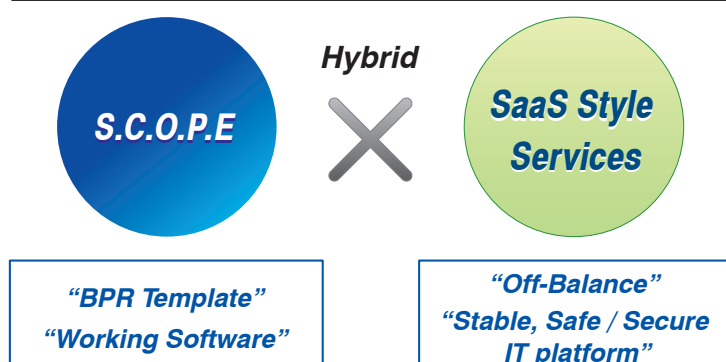 Hybrid
S.C.O.P.E
SaaS Style
Services
“BPR Template”
“Working Software”
“Off-Balance”
“Stable, Safe / Secure
IT platform”